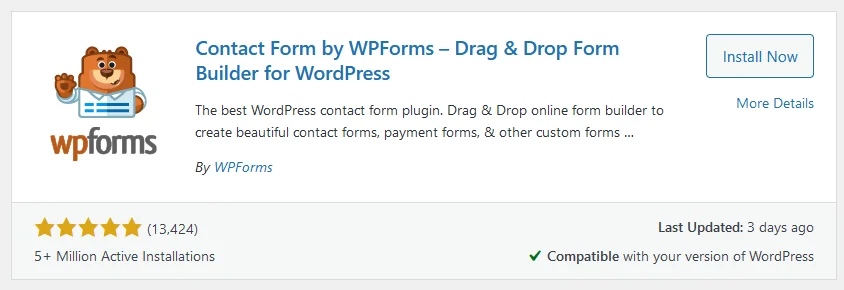 Contact Form by WPForms – Drag & Drop Form
Builder for WordPress
Install Now
More Details
The best WordPress contact form plugin. Drag & Drop online form builder to
create beautiful contact forms, payment forms, & other custom forms ...
By WPForms
wpforms
(13,424)
5+ Million Active Installations
Last Updated: 3 days ago
Compatible with your version of WordPress